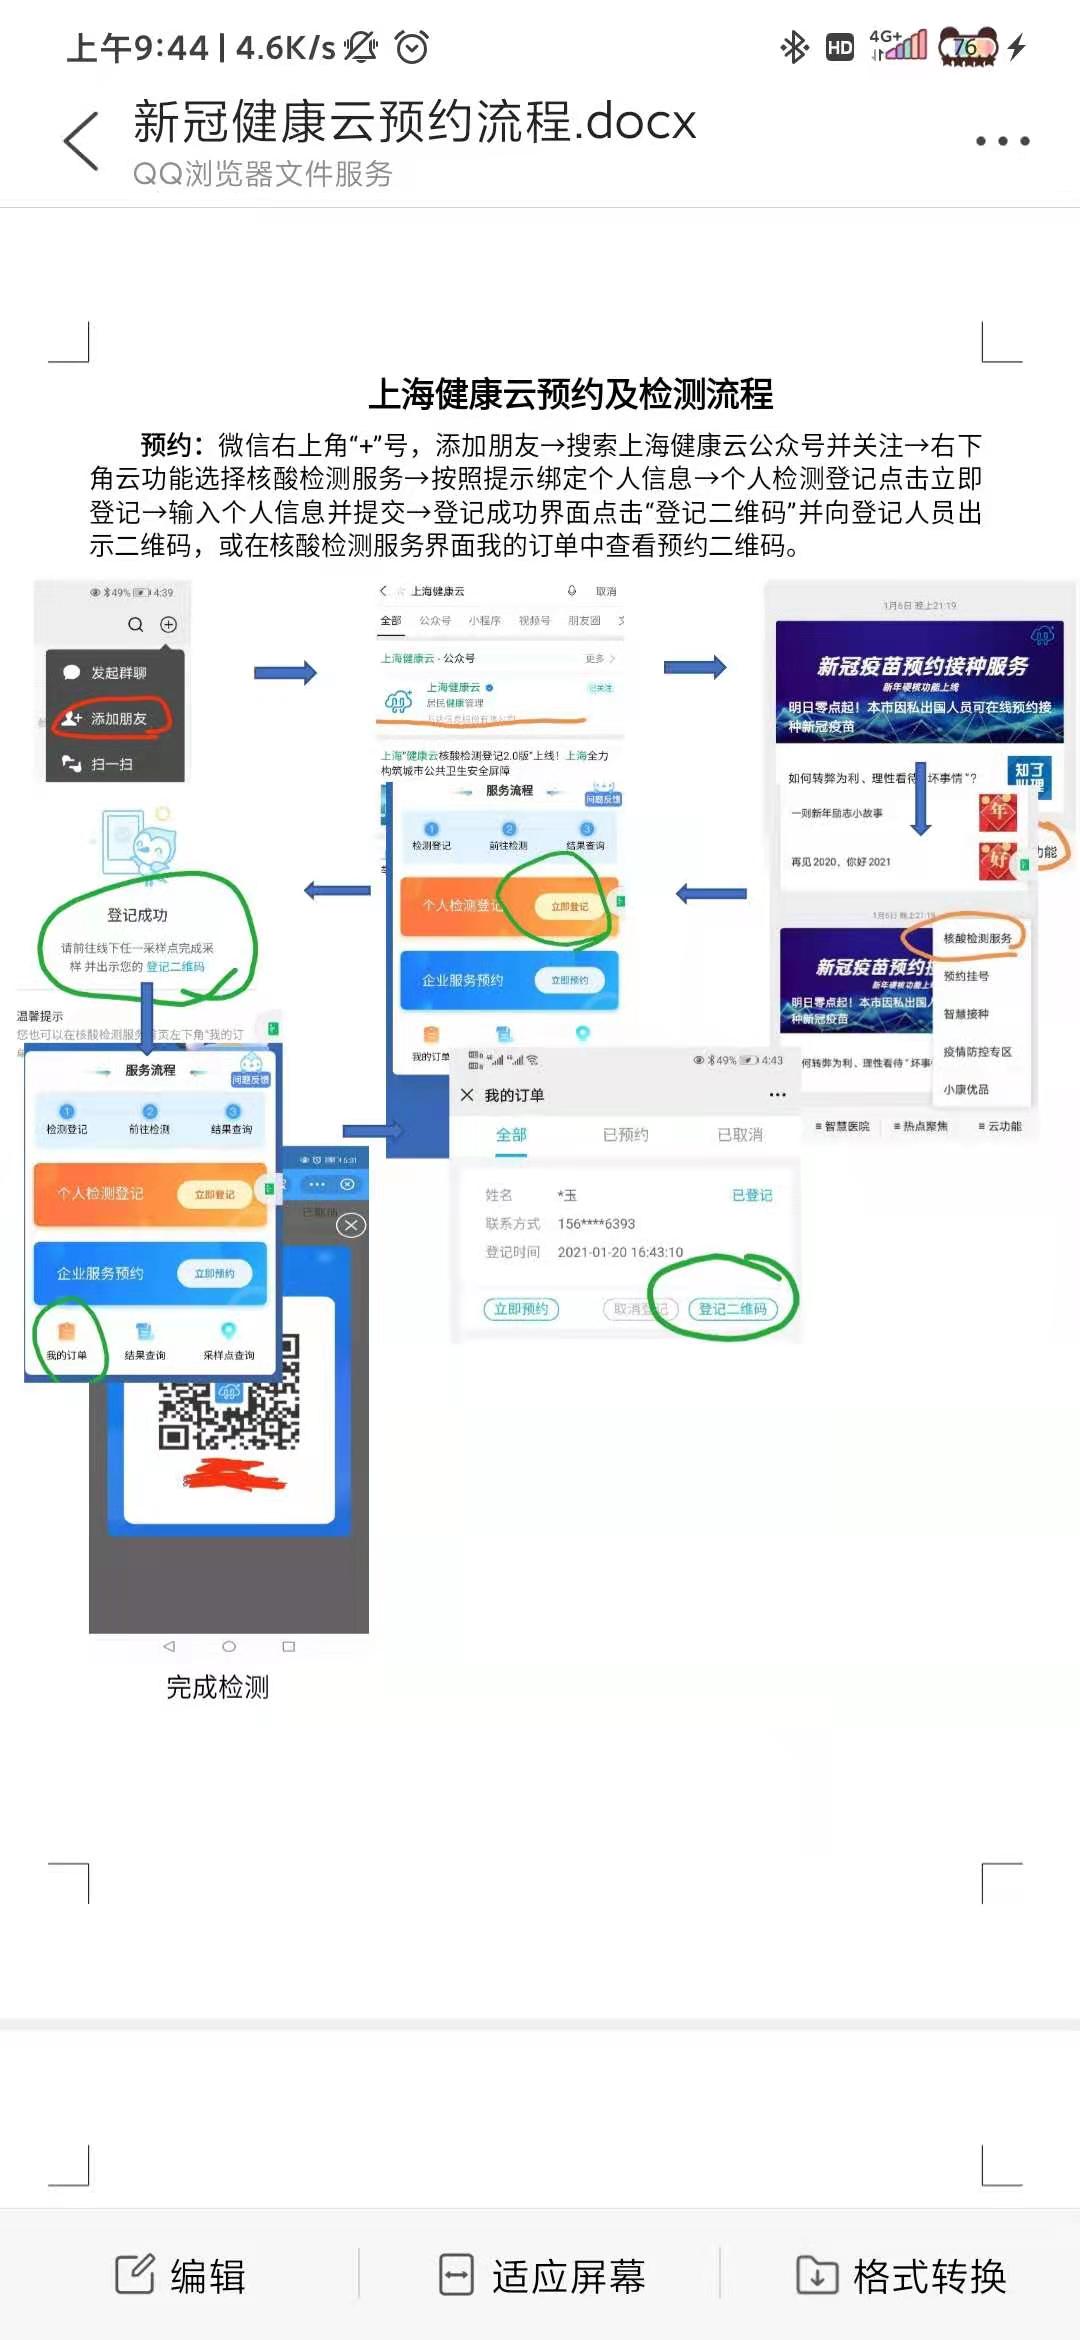 上午9:44 | 4.6K/s
HD 4G+ 76
新冠健康云预约流程.docx
QQ浏览器文件服务
上海健康云预约及检测流程
预约：微信右上角“+”号，添加朋友→搜索上海健康云公众号并关注→右下
角云功能选择核酸检测服务→按照提示绑定个人信息→个人检测登记点击立即
登记→输入个人信息并提交→登记成功界面点击“登记二维码”并向登记人员出
示二维码，或在核酸检测服务界面我的订单中查看预约二维码。
49% 4:39
发起群聊
添加朋友
扫一扫
上海健康云 取消
全部 公众号 小程序 视频号 朋友圈
上海健康云 - 公众号 更多
上海健康云 已关注
居民健康管理
上海“健康云核酸检测登记2.0版”上线！上海全力
构筑城市公共卫生安全屏障
1月6日 晚上21:19
新冠疫苗预约接种服务
新年硬核功能上线
明日零点起！本市因私出国人员可在线预约接
种新冠疫苗
如何转弊为利、理性看待“坏事情”？
知了
一则新年励志小故事
年
再见2020，你好2021
好
功能
服务流程
问题反馈
1 2 3
检测登记 前往检测 结果查询
个人检测登记 立即登记
企业服务预约 立即预约
我的订单
登记成功
请前往线下任一采样点完成采
样 并出示您的 登记二维码
温馨提示
您也可以在核酸检测服务首页左下角“我的订
1月6日 晚上21:19
新冠疫苗预约
新年硬核功
明日零点起！本市因私出国人
种新冠疫苗
何转弊为利、理性看待“坏事
核酸检测服务
预约挂号
智慧接种
疫情防控专区
小康优品
智慧医院 热点聚焦 云功能
服务流程
问题反馈
1 2 3
检测登记 前往检测 结果查询
个人检测登记 立即登记
企业服务预约 立即预约
我的订单 结果查询 采样点查询
5:31
49% 4:43
我的订单
全部 已预约 已取消
姓名 *玉 已登记
联系方式 156****6393
登记时间 2021-01-20 16:43:10
立即预约 取消登记 登记二维码
完成检测
编辑 适应屏幕 格式转换